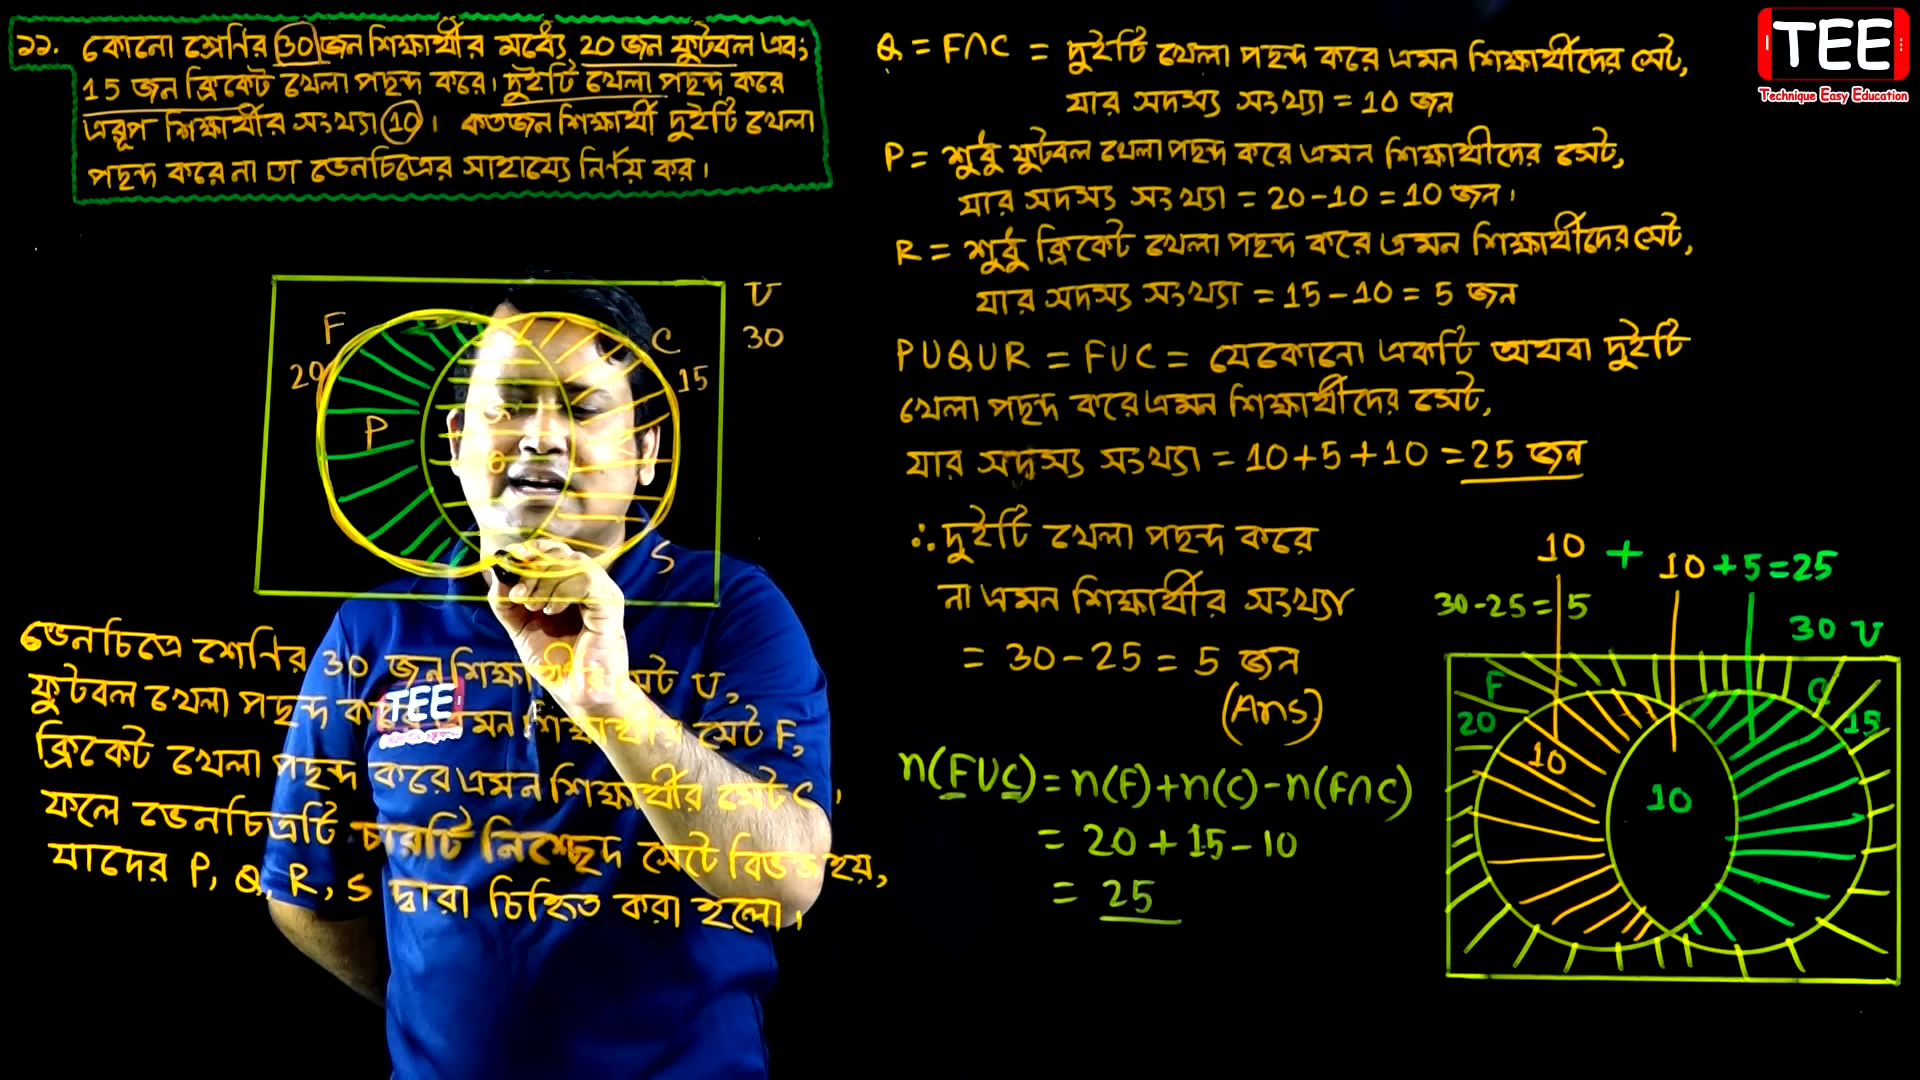 ১১. কোনো শ্রেণির 30 জন শিক্ষার্থীর মধ্যে 20 জন ফুটবল এবং
15 জন ক্রিকেট খেলা পছন্দ করে। দুইটি খেলা পছন্দ করে
এরূপ শিক্ষার্থীর সংখ্যা 10। কতজন শিক্ষার্থী দুইটি খেলা
পছন্দ করে না তা ভেনচিত্রের সাহায্যে নির্ণয় কর।
U
30
F
20
C
15
P
S
ভেনচিত্রে শ্রেণির 30 জন শিক্ষার্থীর সেট U,
ফুটবল খেলা পছন্দ করে এমন শিক্ষার্থীর সেট F,
ক্রিকেট খেলা পছন্দ করে এমন শিক্ষার্থীর সেট C।
ফলে ভেনচিত্রটি চারটি নিশ্ছেদ সেটে বিভক্ত হয়,
যাদের P, Q, R, S দ্বারা চিহ্নিত করা হলো।
TEE
Q = F∩C = দুইটি খেলা পছন্দ করে এমন শিক্ষার্থীদের সেট,
যার সদস্য সংখ্যা = 10 জন
P = শুধু ফুটবল খেলা পছন্দ করে এমন শিক্ষার্থীদের সেট,
যার সদস্য সংখ্যা = 20-10 = 10 জন।
R = শুধু ক্রিকেট খেলা পছন্দ করে এমন শিক্ষার্থীদের সেট,
যার সদস্য সংখ্যা = 15-10 = 5 জন
PUQUR = FUC = যেকোনো একটি অথবা দুইটি
খেলা পছন্দ করে এমন শিক্ষার্থীদের সেট,
যার সদস্য সংখ্যা = 10+5+10 = 25 জন
∴ দুইটি খেলা পছন্দ করে
না এমন শিক্ষার্থীর সংখ্যা
= 30-25 = 5 জন
(Ans)
n(FUC) = n(F)+n(C)-n(F∩C)
= 20+15-10
= 25
10 + 10+5=25
30-25=5
30 U
F
20
C
15
10
10
TEE
Technique Easy Education